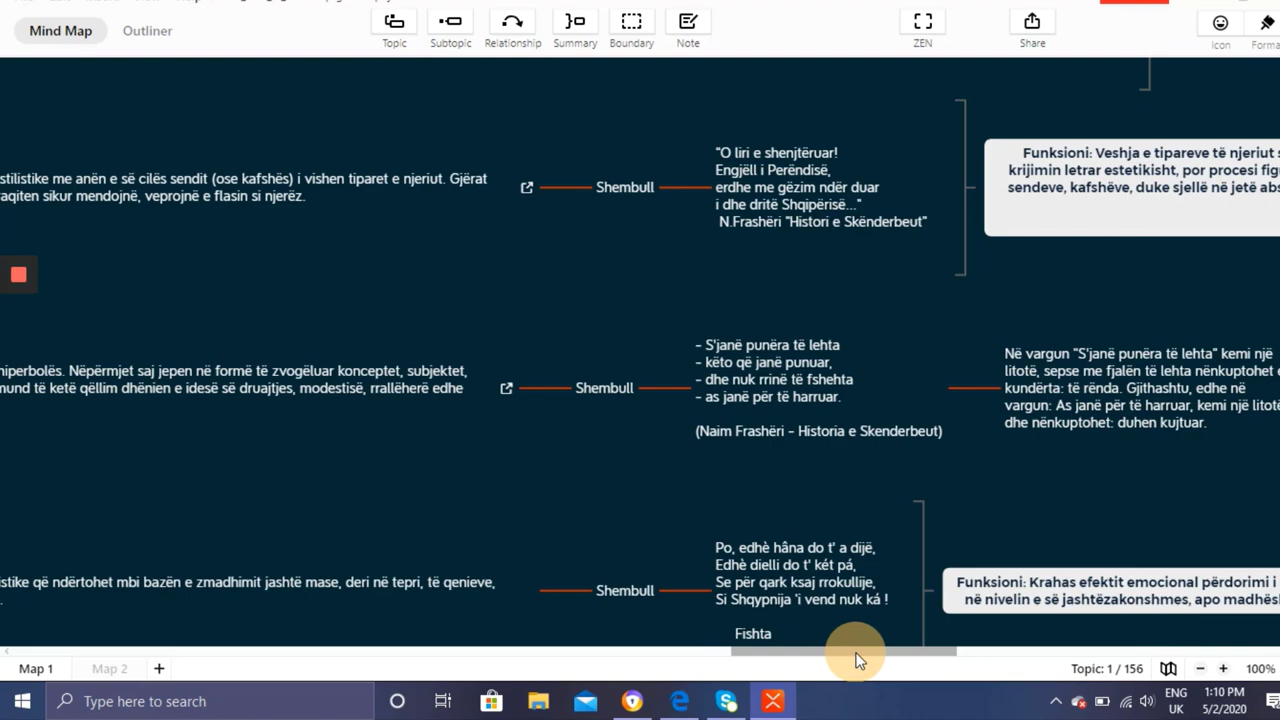 Mind Map
Outliner
Topic
Subtopic
Relationship
Summary
Boundary
Note
ZEN
Share
Icon
Forma
stilistike me anën e së cilës sendit (ose kafshës) i vishen tiparet e njeriut. Gjërat
raqiten sikur mendojnë, veprojnë e flasin si njerëz.
Shembull
"O liri e shenjtëruar!
Engjëll i Perëndisë,
erdhe me gëzim ndër duar
i dhe dritë Shqipërisë..."
N.Frashëri "Histori e Skënderbeut"
Funksioni: Veshja e tipareve të njeriut s
krijimin letrar estetikisht, por procesi figu
sendeve, kafshëve, duke sjellë në jetë abs
hiperbolës. Nëpërmjet saj jepen në formë të zvogëluar konceptet, subjektet,
mund të ketë qëllim dhënien e idesë së druajtjes, modestisë, rrallëherë edhe
Shembull
- S'janë punëra të lehta
- këto që janë punuar,
- dhe nuk rrinë të fshehta
- as janë për të harruar.
(Naim Frashëri - Historia e Skenderbeut)
Në vargun "S'janë punëra të lehta" kemi një
litotë, sepse me fjalën të lehta nënkuptohet e
kundërta: të rënda. Gjithashtu, edhe në
vargun: As janë për të harruar, kemi një litotë
dhe nënkuptohet: duhen kujtuar.
istike që ndërtohet mbi bazën e zmadhimit jashtë mase, deri në tepri, të qenieve,
Shembull
Po, edhè hâna do t' a dijë,
Edhè dielli do t' két pá,
Se për qark ksaj rrokullije,
Si Shqypnija 'i vend nuk ká !
Fishta
Funksioni: Krahas efektit emocional përdorimi i
në nivelin e së jashtëzakonshmes, apo madhësh
Map 1
Map 2
Topic: 1 / 156
100%
Type here to search
ENG
UK
1:10 PM
5/2/2020